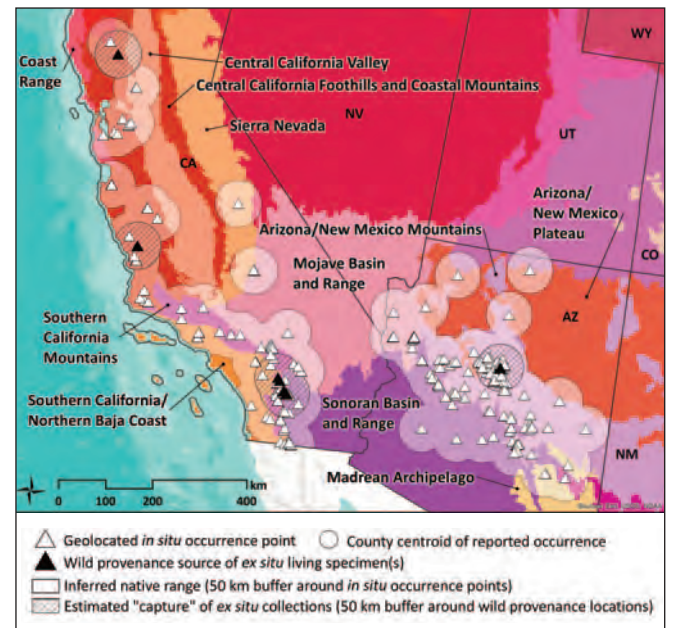 WY
Coast
Range
Central California Valley
Central California Foothills and Coastal Mountains
NV
Sierra Nevada
UT
CA
Arizona/
New Mexico
Plateau
Arizona/New Mexico Mountains
CO
Mojave Basin
and Range
AZ
Southern
California
Mountains
Southern California/
Northern Baja Coast
Sonoran Basin
and Range
NM
Madrean Archipelago
km
0 100 200 400
Geolocated in situ occurrence point
County centroid of reported occurrence
Wild provenance source of ex situ living specimen(s)
Inferred native range (50 km buffer around in situ occurrence points)
Estimated "capture" of ex situ collections (50 km buffer around wild provenance locations)